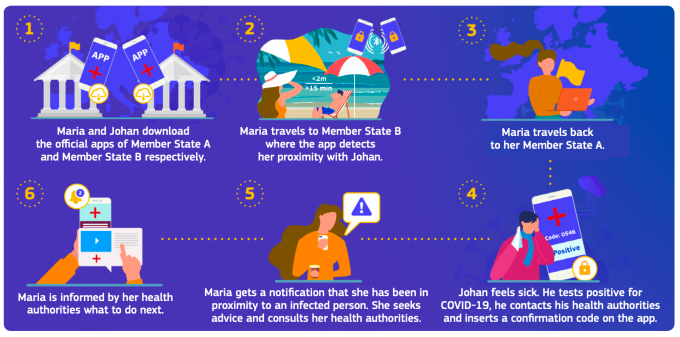 1
APP
APP
Maria and Johan download
the official apps of Member State A
and Member State B respectively.
2
<2m
>15 min
Maria travels to Member State B
where the app detects
her proximity with Johan.
3
Maria travels back
to her Member State A.
4
Code: @546
Positive
Johan feels sick. He tests positive for
COVID-19, he contacts his health authorities
and inserts a confirmation code on the app.
5
Maria gets a notification that she has been in
proximity to an infected person. She seeks
advice and consults her health authorities.
6
Maria is informed by her health
authorities what to do next.